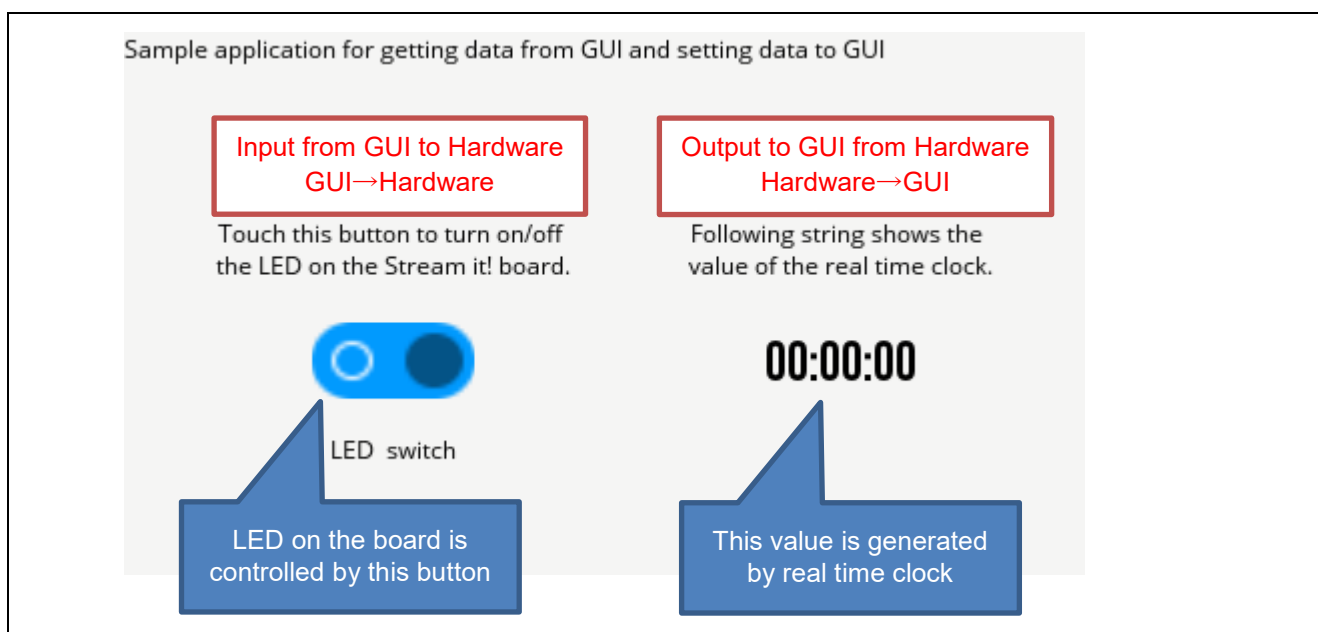 Sample application for getting data from GUI and setting data to GUI
Input from GUI to Hardware
GUI→Hardware
Touch this button to turn on/off
the LED on the Stream it! board.
LED  switch
LED on the board is
controlled by this button
Output to GUI from Hardware
Hardware→GUI
Following string shows the
value of the real time clock.
00:00:00
This value is generated
by real time clock